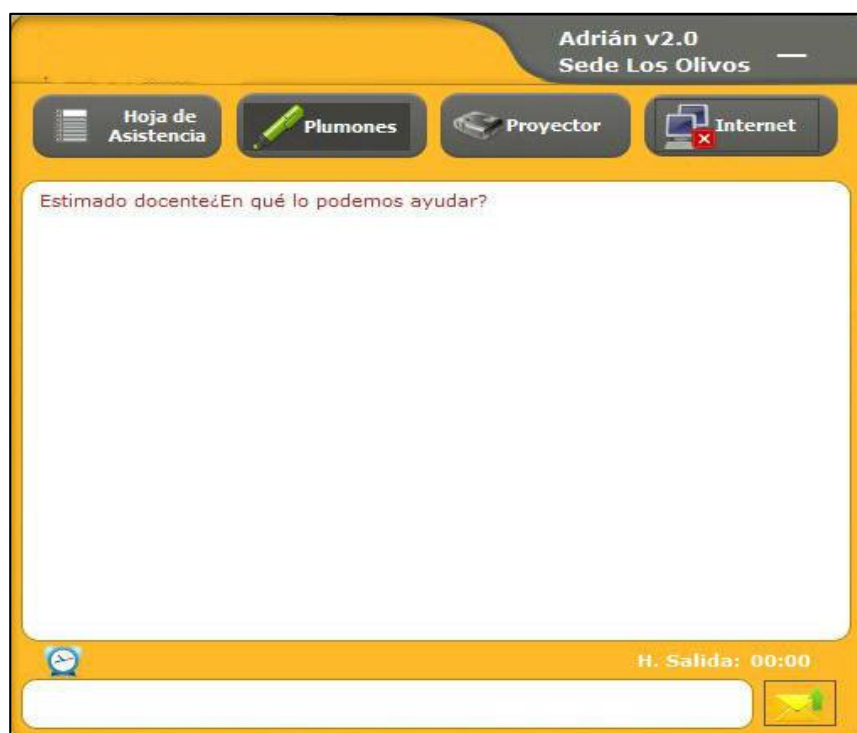 Adrián v2.0
Sede Los Olivos
Hoja de
Asistencia
Plumones
Proyector
Internet
Estimado docente¿En qué lo podemos ayudar?
H. Salida: 00:00